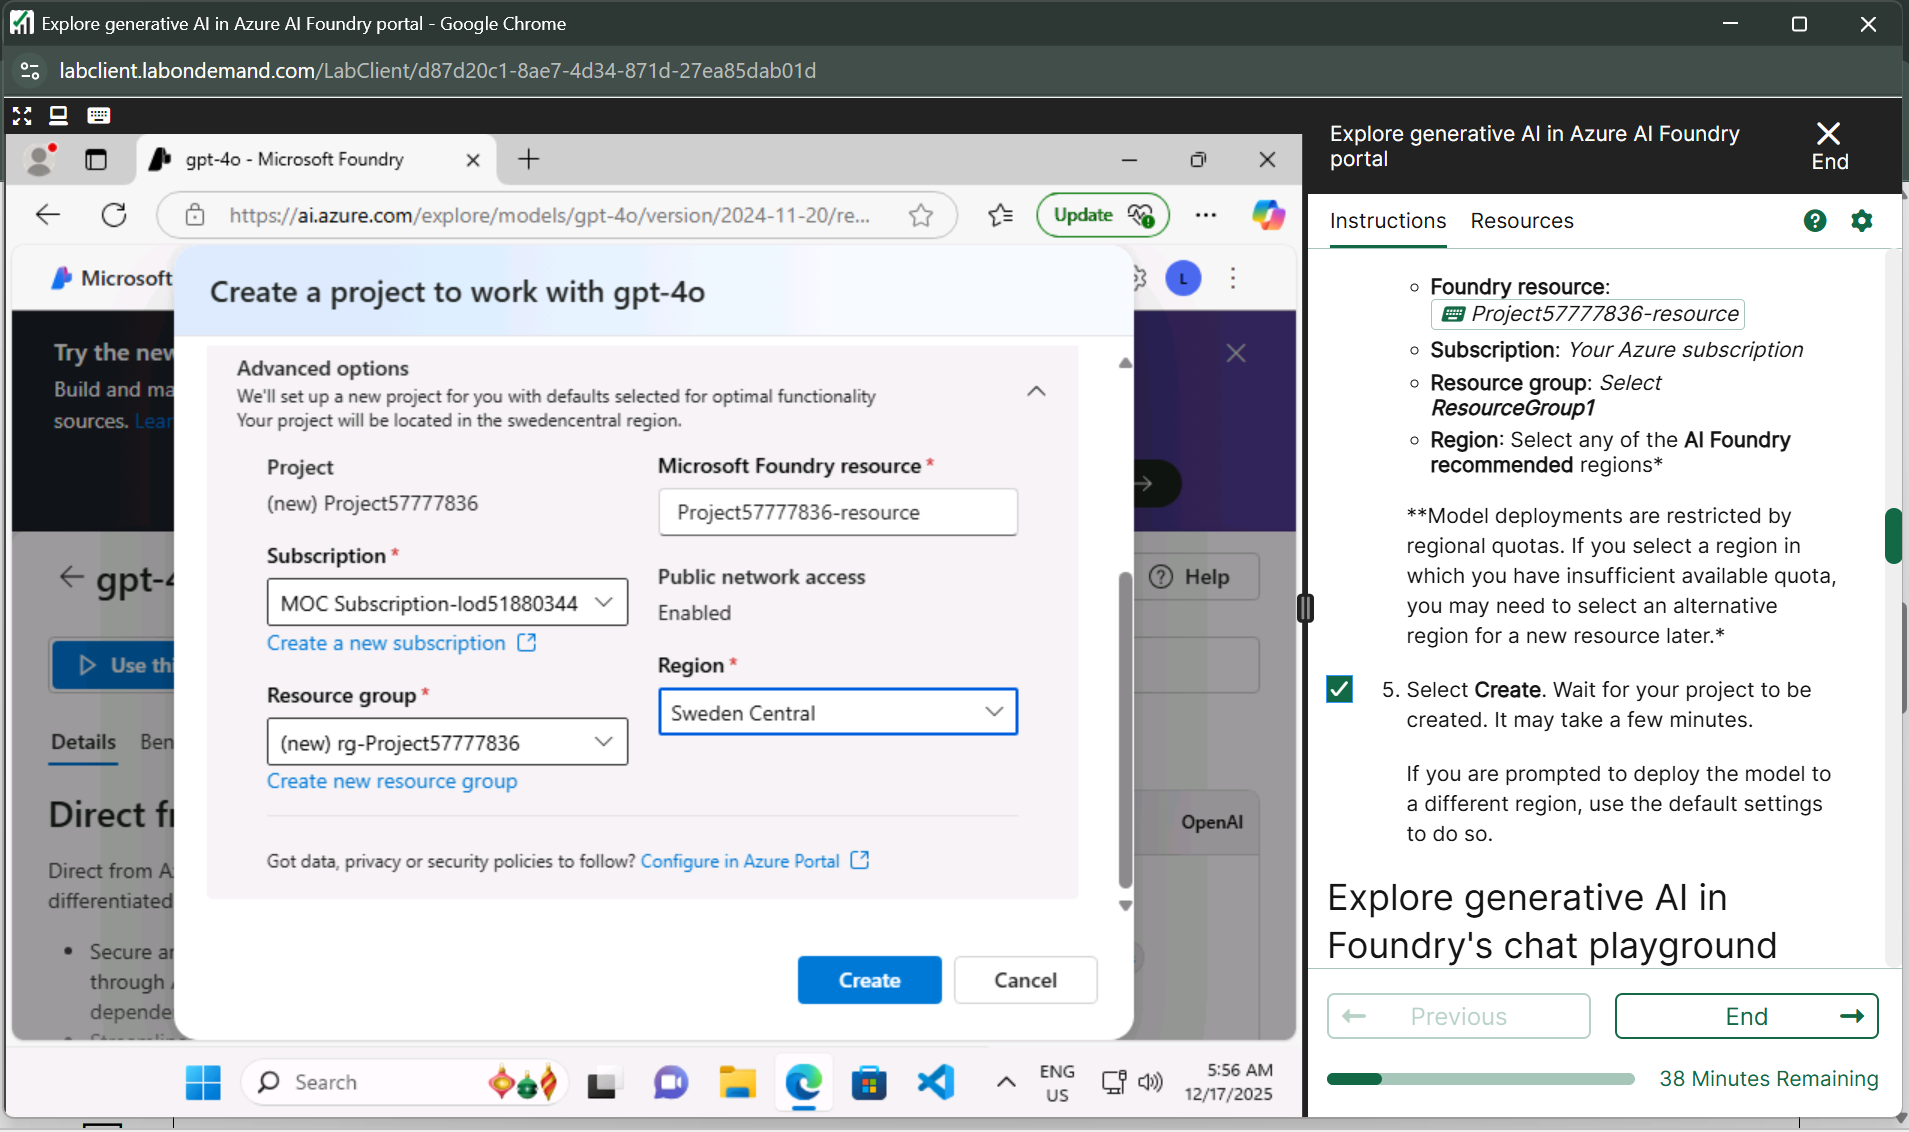 Explore generative AI in Azure AI Foundry portal - Google Chrome
labclient.labondemand.com/LabClient/d87d20c1-8ae7-4d34-871d-27ea85dab01d
gpt-4o - Microsoft Foundry
https://ai.azure.com/explore/models/gpt-4o/version/2024-11-20/re...
Update
Microsoft
L
Create a project to work with gpt-4o
Try the new
Build and ma
sources. Lear
Advanced options
We'll set up a new project for you with defaults selected for optimal functionality
Your project will be located in the swedencentral region.
Project
(new) Project57777836
Microsoft Foundry resource *
Project57777836-resource
Subscription *
MOC Subscription-lod51880344
Create a new subscription
Public network access
Enabled
Resource group *
(new) rg-Project57777836
Create new resource group
Region *
Sweden Central
Got data, privacy or security policies to follow? Configure in Azure Portal
Create
Cancel
gpt-4
Help
Use thi
Details
Ben
OpenAI
Direct fr
Direct from A
differentiated
Secure an
through A
depende
Search
ENG
US
5:56 AM
12/17/2025
Explore generative AI in Azure AI Foundry
portal
End
Instructions
Resources
Foundry resource:
Project57777836-resource
Subscription: Your Azure subscription
Resource group: Select
ResourceGroup1
Region: Select any of the AI Foundry
recommended regions*
**Model deployments are restricted by
regional quotas. If you select a region in
which you have insufficient available quota,
you may need to select an alternative
region for a new resource later.*
5. Select Create. Wait for your project to be
created. It may take a few minutes.
If you are prompted to deploy the model to
a different region, use the default settings
to do so.
Explore generative AI in
Foundry's chat playground
Previous
End
38 Minutes Remaining